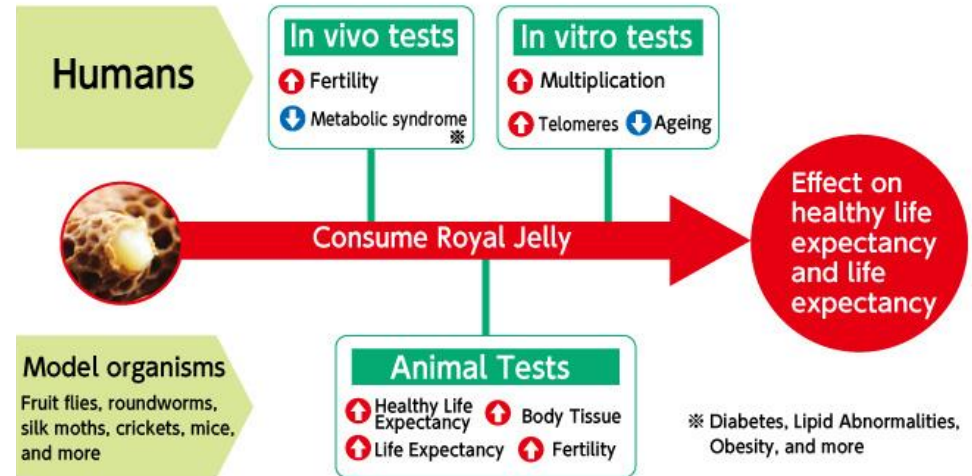 Humans
In vivo tests
Fertility
Metabolic syndrome
※
In vitro tests
Multiplication
Telomeres
Ageing
Consume Royal Jelly
Effect on
healthy life
expectancy
and life
expectancy
Model organisms
Fruit flies, roundworms,
silk moths, crickets, mice,
and more
Animal Tests
Healthy Life
Expectancy
Body Tissue
Life Expectancy
Fertility
※ Diabetes, Lipid Abnormalities,
Obesity, and more